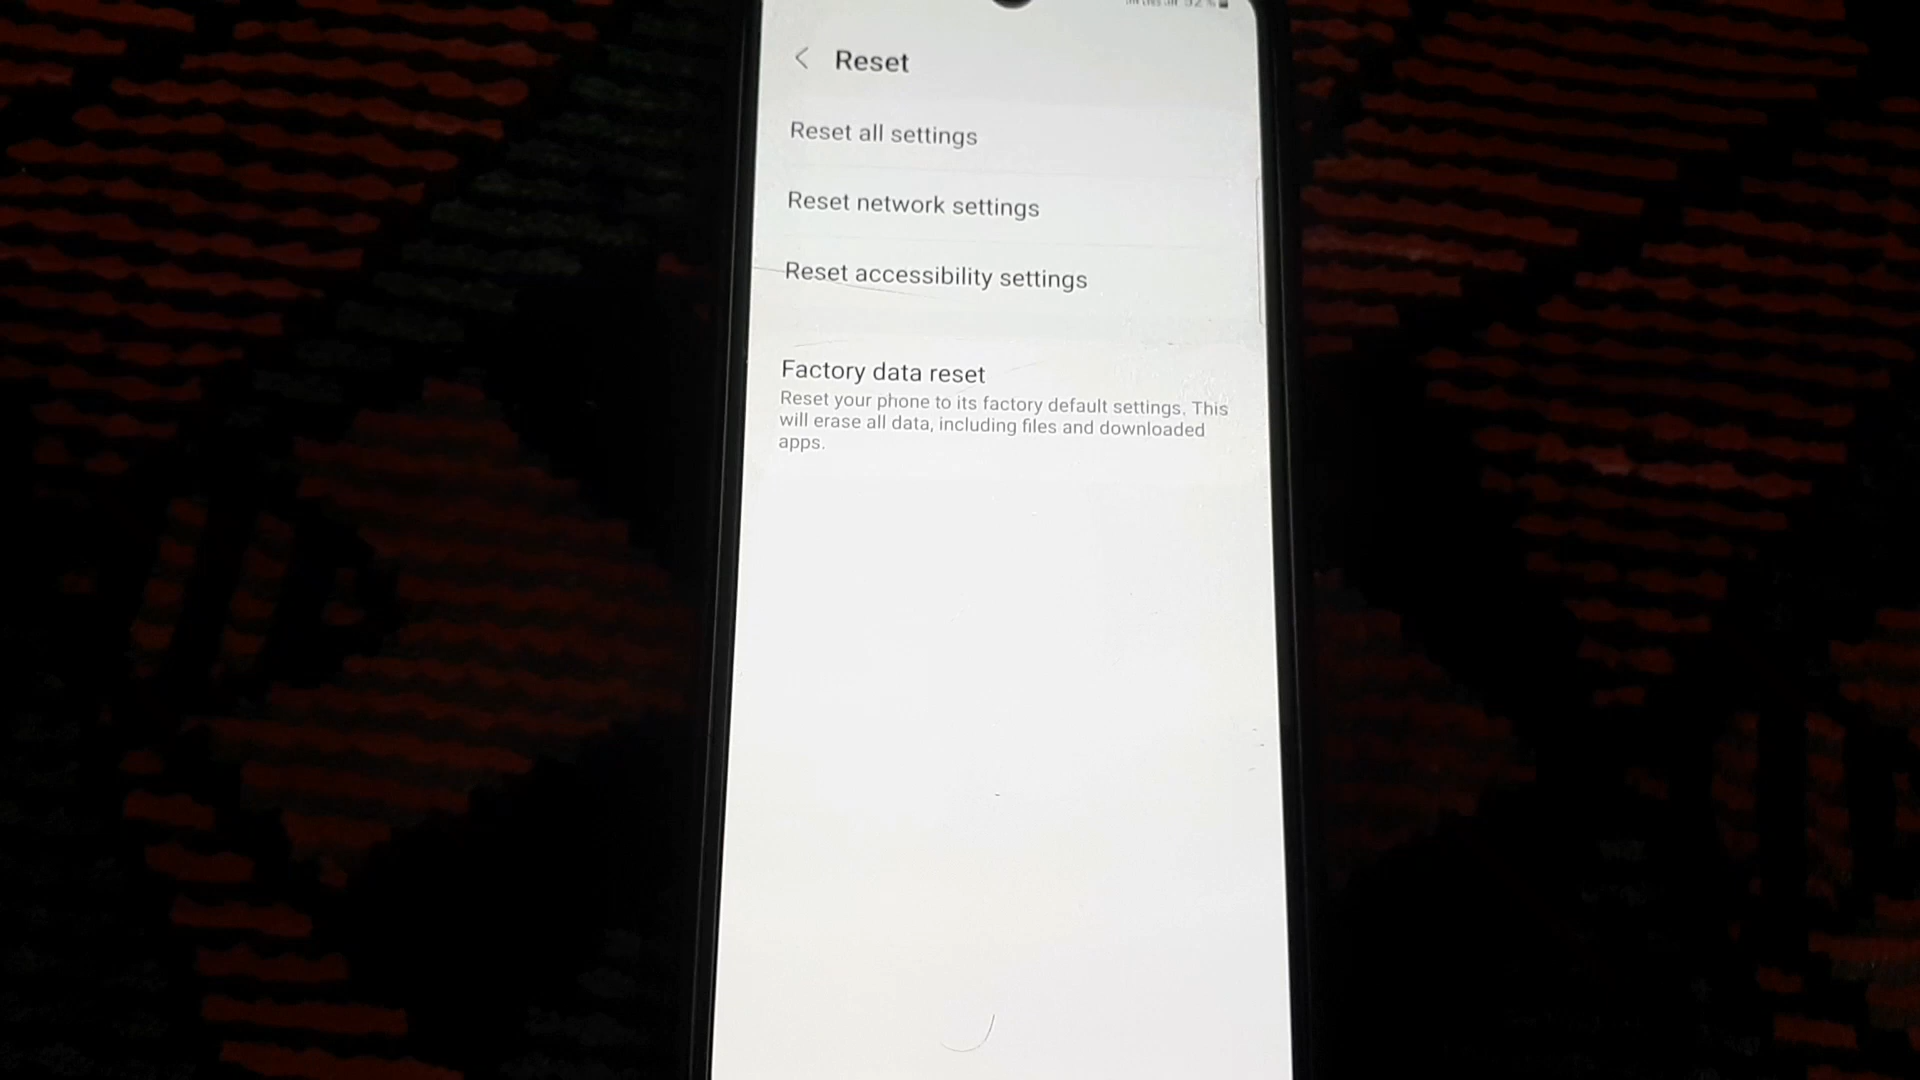 Reset
Reset all settings
Reset network settings
Reset accessibility settings
Factory data reset
Reset your phone to its factory default settings. This
will erase all data, including files and downloaded
apps.